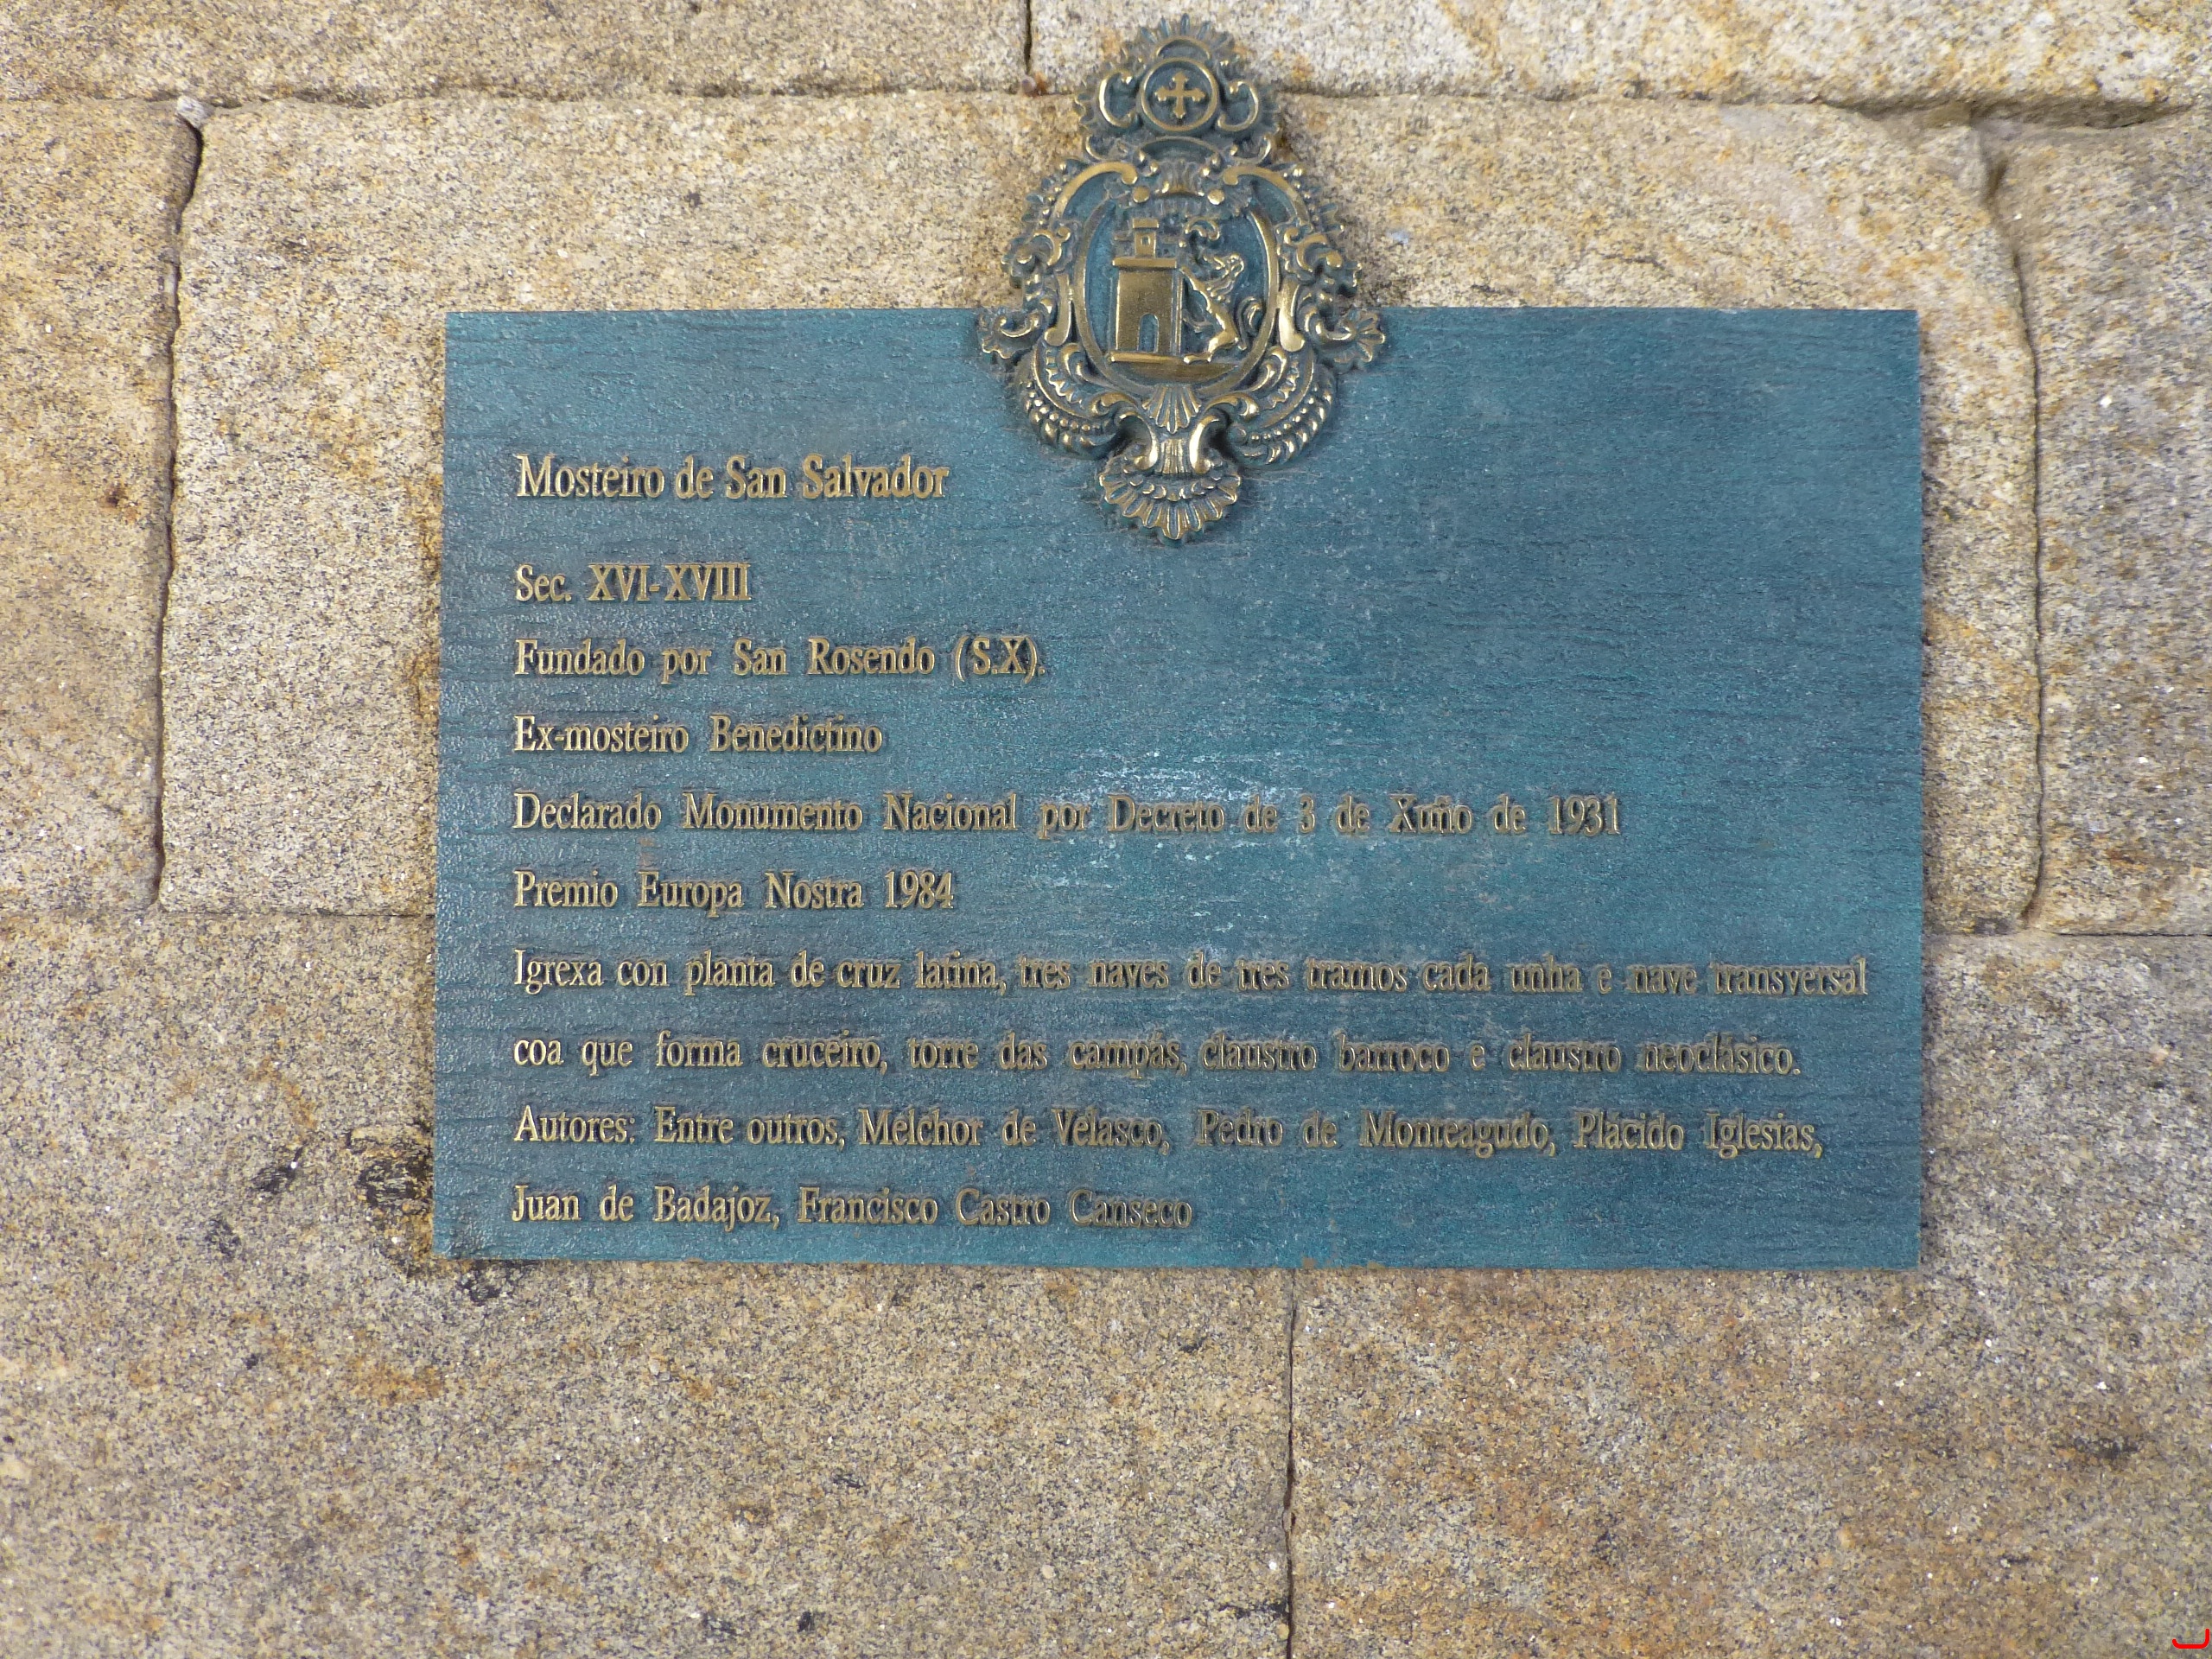 Mosteiro de San Salvador
Sec. XVI-XVIII
Fundado por San Rosendo (S.X).
Ex-mosteiro Benedictino
Declarado Monumento Nacional por Decreto de 3 de Xuño de 1931
Premio Europa Nostra 1984
Igrexa con planta de cruz latina, tres naves de tres tramos cada unha e nave transversal
coa que forma cruceiro, torre das campás, claustro barroco e claustro neoclásico.
Autores: Entre outros, Melchor de Velasco, Pedro de Monteagudo, Plácido Iglesias,
Juan de Badajoz, Francisco Castro Canseco